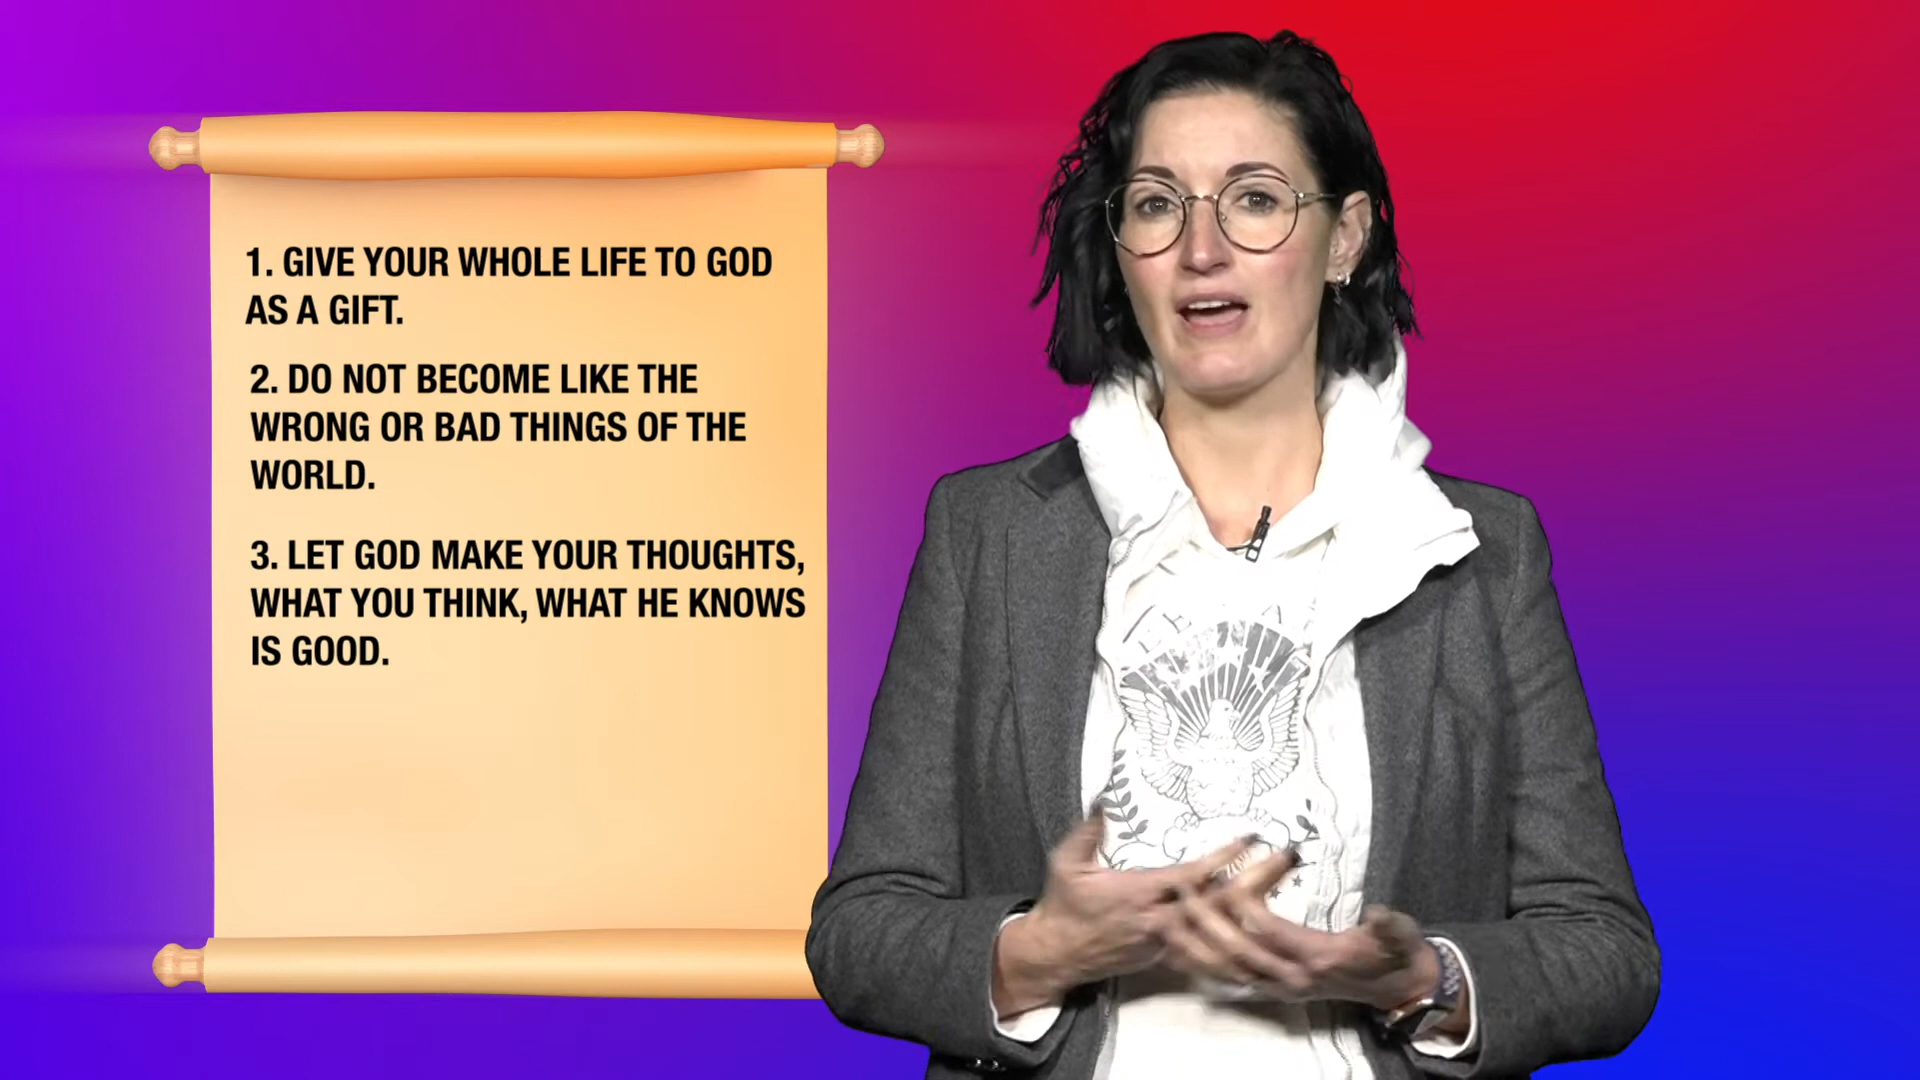 1. GIVE YOUR WHOLE LIFE TO GOD
AS A GIFT.
2. DO NOT BECOME LIKE THE
WRONG OR BAD THINGS OF THE
WORLD.
3. LET GOD MAKE YOUR THOUGHTS,
WHAT YOU THINK, WHAT HE KNOWS
IS GOOD.